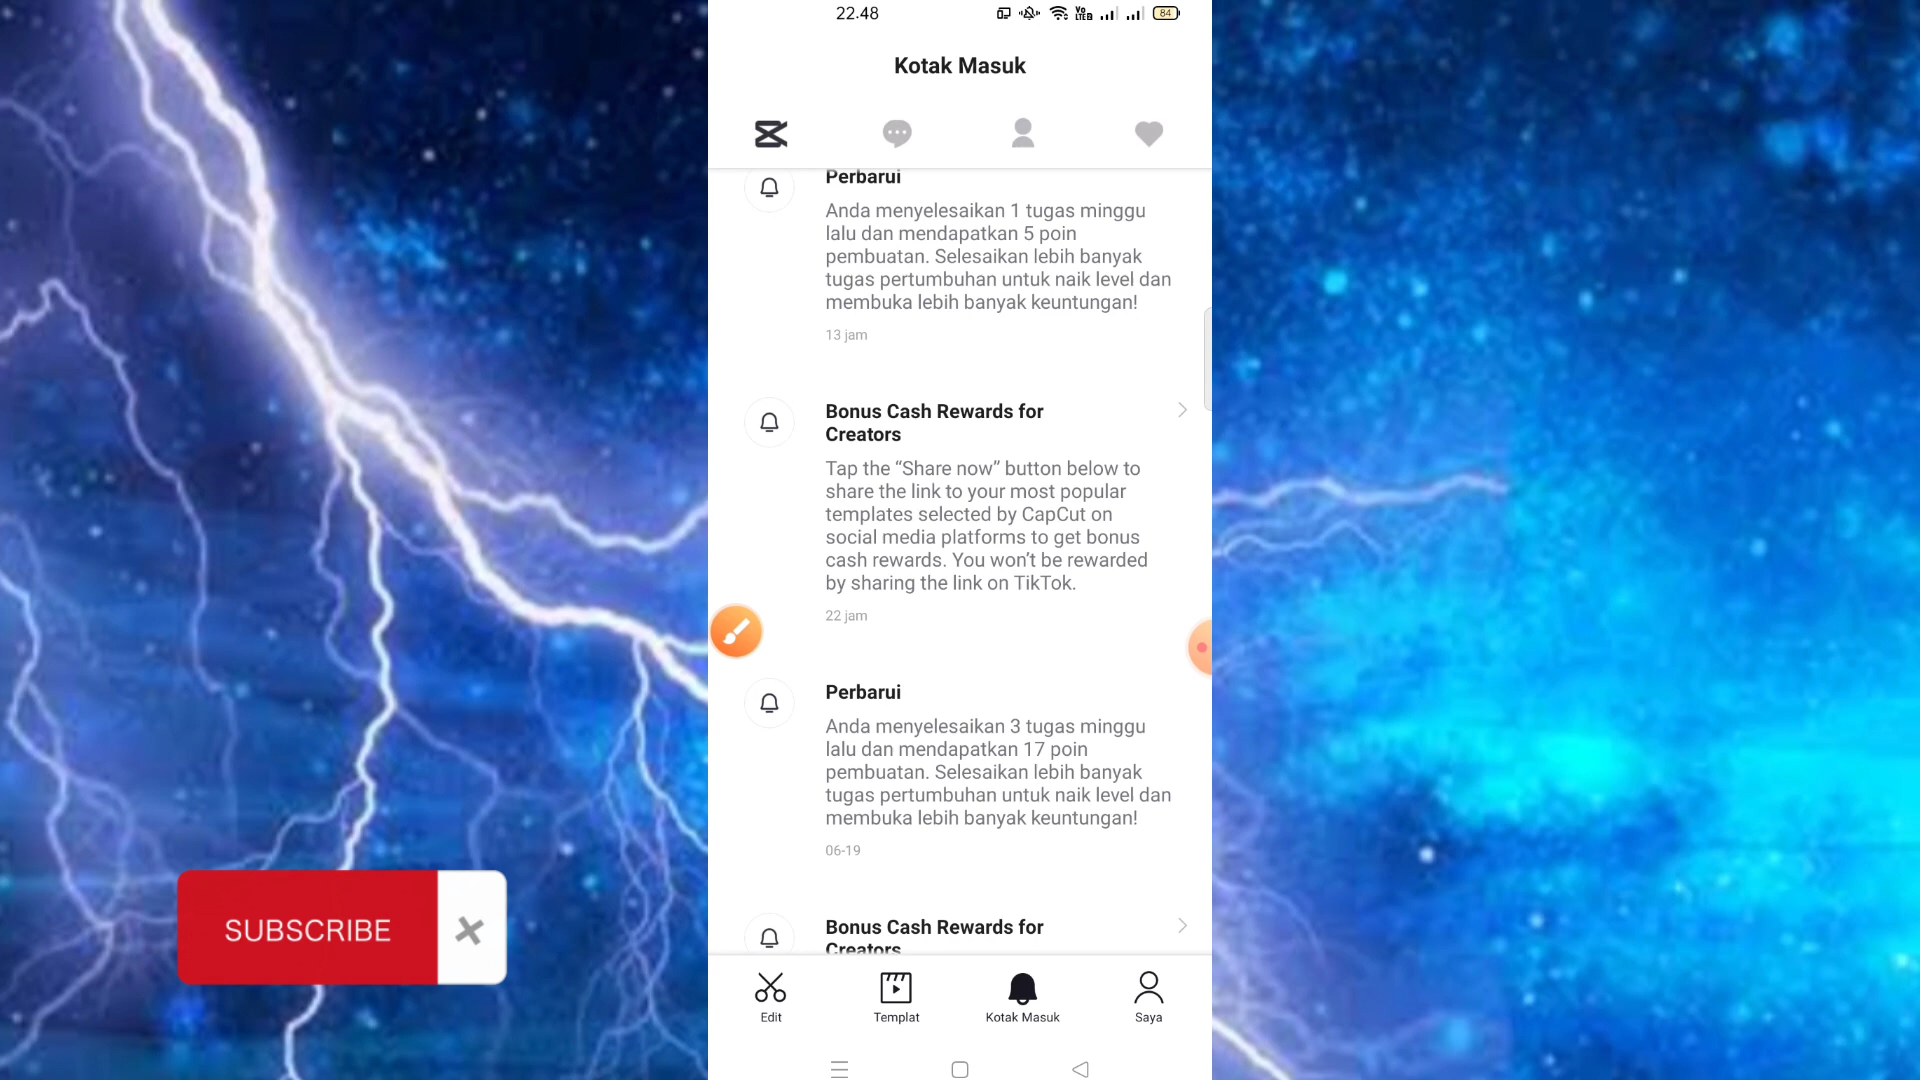 22.48
VoLTE
84
Kotak Masuk
Perbarui
Anda menyelesaikan 1 tugas minggu
lalu dan mendapatkan 5 poin
pembuatan. Selesaikan lebih banyak
tugas pertumbuhan untuk naik level dan
membuka lebih banyak keuntungan!
13 jam
Bonus Cash Rewards for
Creators
Tap the “Share now” button below to
share the link to your most popular
templates selected by CapCut on
social media platforms to get bonus
cash rewards. You won’t be rewarded
by sharing the link on TikTok.
22 jam
Perbarui
Anda menyelesaikan 3 tugas minggu
lalu dan mendapatkan 17 poin
pembuatan. Selesaikan lebih banyak
tugas pertumbuhan untuk naik level dan
membuka lebih banyak keuntungan!
06-19
Bonus Cash Rewards for
Creators
SUBSCRIBE
Edit
Templat
Kotak Masuk
Saya